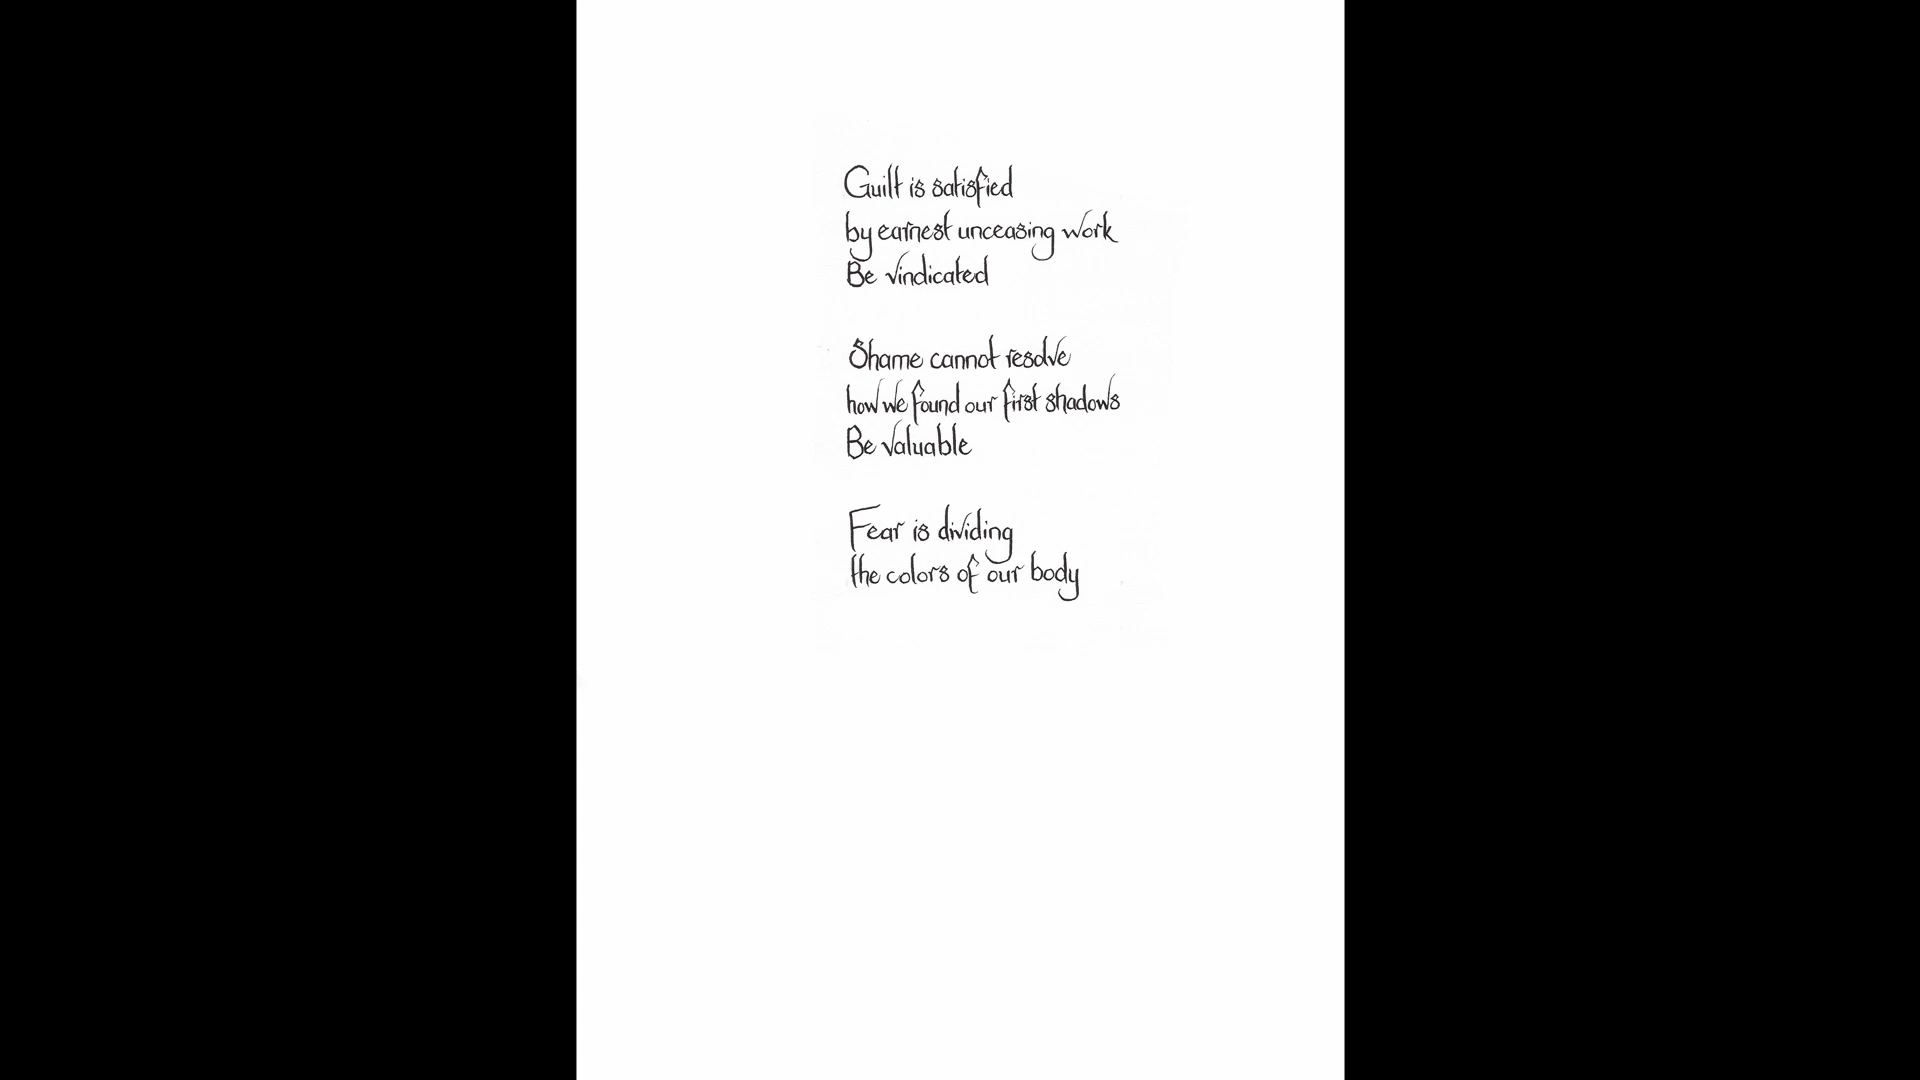 Guilt is satisfied
by earnest unceasing work
Be vindicated
Shame cannot resolve
how we found our first shadows
Be valuable
Fear is dividing
the colors of our body